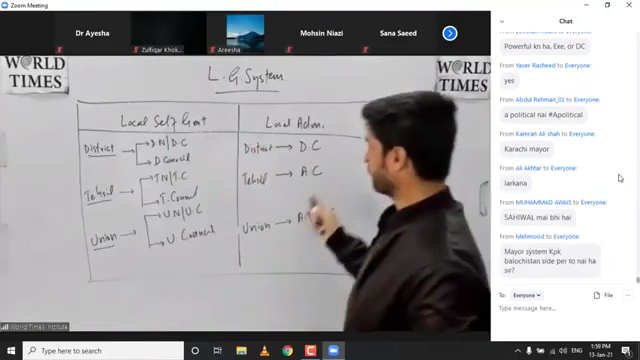 Zoom Meeting
Dr Ayesha
Zulfiqar Khok...
Areesha
Mohsin Niazi
Sana Saeed
WORLD
TIMES
WORLD
TIMES
L.G System
Local Self Govt
Local Admn.
District
D.N/D.C
D.Council
Tehsil
T.N/T.C
T.Council
Union
U.N/U.C
U.Council
District → D.C
Tehsil → A.C
Union → A
World Times Institute
Chat
Powerful kn ha, Exe, or DC
From Yaser Rasheed to Everyone:
yes
From Abdul Rehman_03 to Everyone:
a political nai #Apolitical
From Kamran Ali shah to Everyone:
Karachi mayor
From Ali Akhtar to Everyone:
larkana
From MUHAMMAD AWAIS to Everyone:
SAHIWAL mai bhi hai
From Mehmood to Everyone:
Mayor system Kpk
balochistan side per to nai ha
sir?
To: Everyone
File
Type message here...
Type here to search
ENG
1:59 PM
13-Jan-21